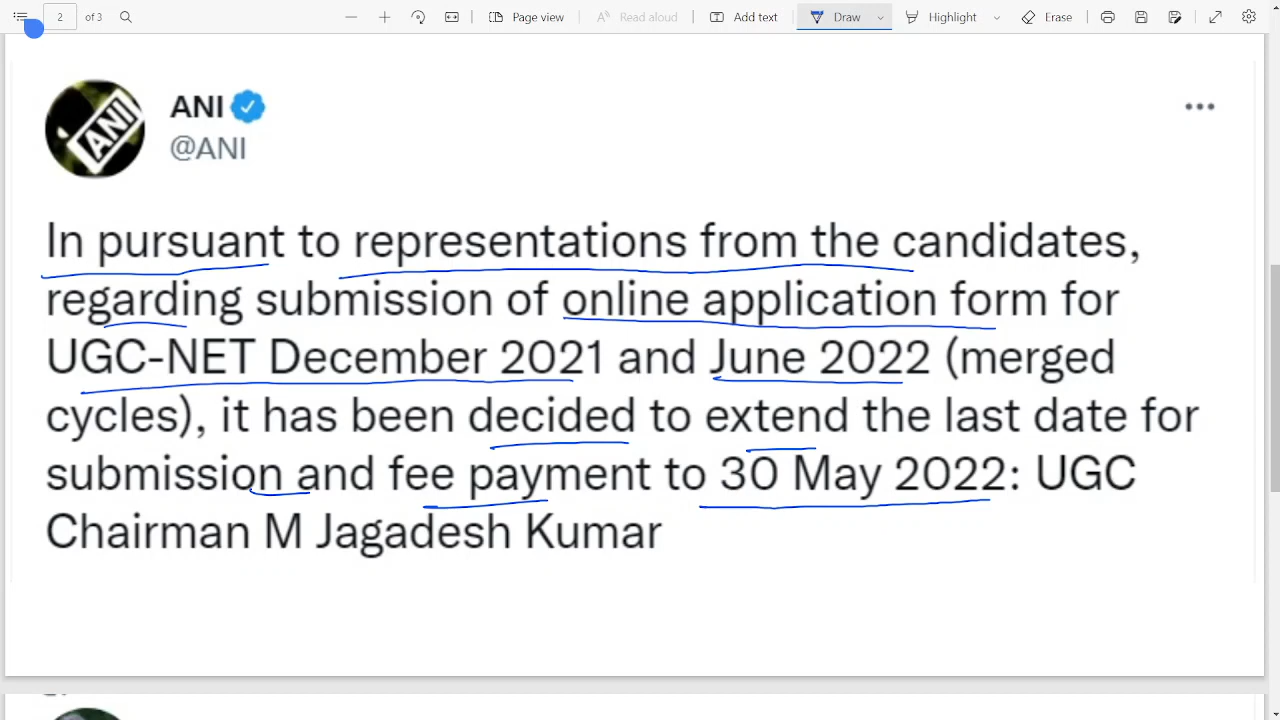 2 of 3 Page view Read aloud Add text Draw Highlight Erase
ANI
ANI
@ANI
In pursuant to representations from the candidates,
regarding submission of online application form for
UGC-NET December 2021 and June 2022 (merged
cycles), it has been decided to extend the last date for
submission and fee payment to 30 May 2022: UGC
Chairman M Jagadesh Kumar